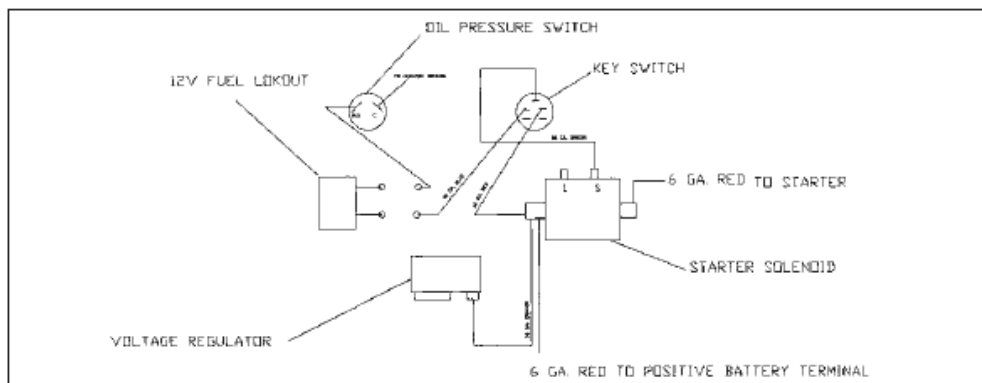 OIL PRESSURE SWITCH
12V FUEL LOKOUT
KEY SWITCH
L S
6 GA. RED TO STARTER
STARTER SOLENOID
VOLTAGE REGULATOR
6 GA. RED TO POSITIVE BATTERY TERMINAL